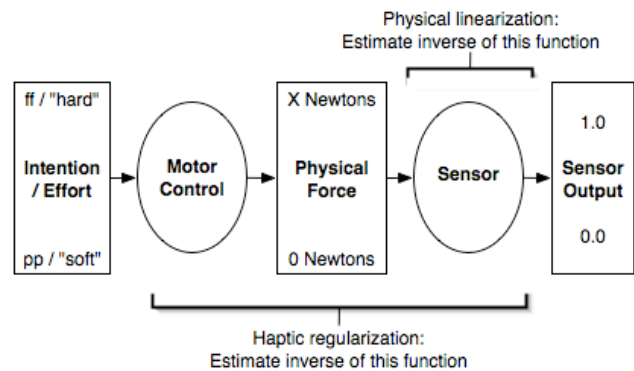 Physical linearization:
Estimate inverse of this function
ff / "hard"
Intention
/ Effort
pp / "soft"
Motor
Control
X Newtons
Physical
Force
0 Newtons
Sensor
1.0
Sensor
Output
0.0
Haptic regularization:
Estimate inverse of this function